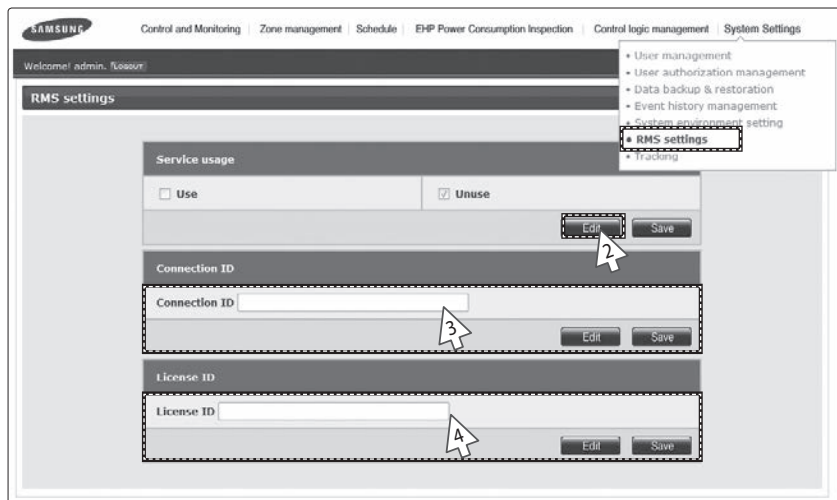 SAMSUNG
Control and Monitoring Zone management Schedule EHP Power Consumption Inspection Control logic management System Settings
Welcome! admin. LOGOUT
• User management
• User authorization management
• Data backup & restoration
• Event history management
• System environment setting
• RMS settings
• Tracking
RMS settings
Service usage
Use
Unuse
Edit Save
2
Connection ID
Connection ID
3
Edit Save
License ID
License ID
4
Edit Save